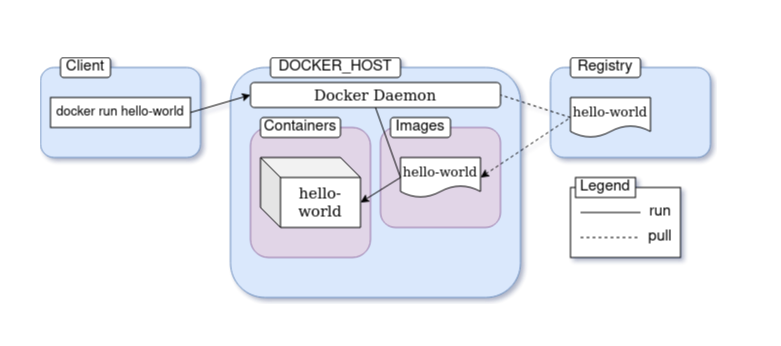 Client
docker run hello-world
DOCKER_HOST
Docker Daemon
Containers
hello-
world
Images
hello-world
Registry
hello-world
Legend
run
pull